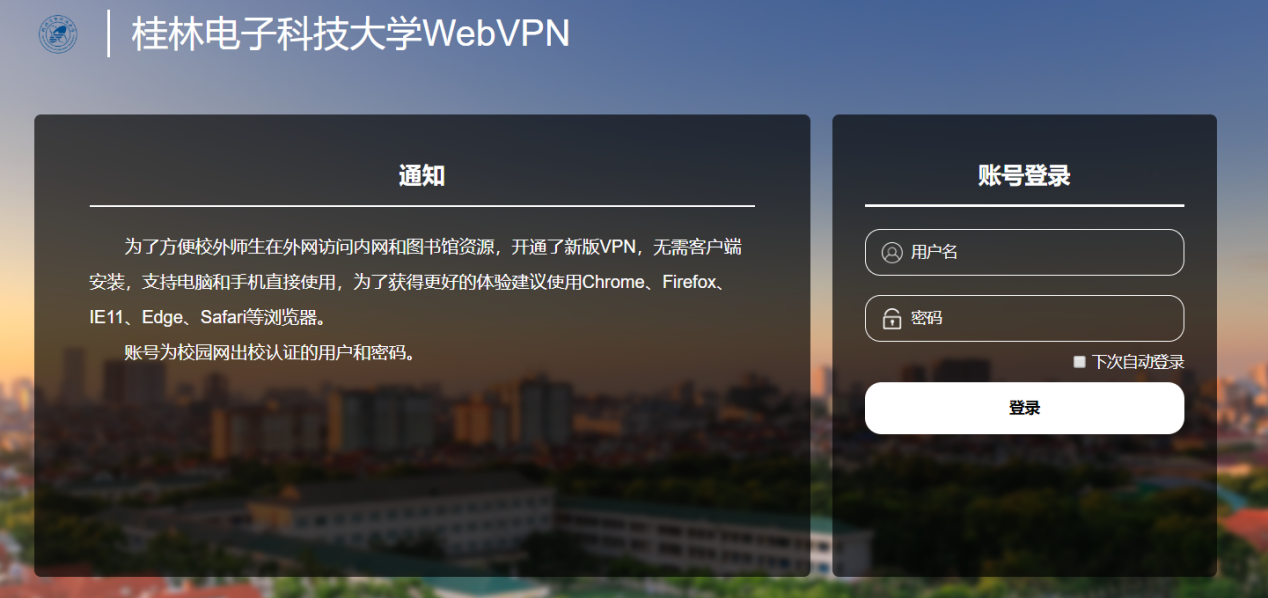 桂林电子科技大学WebVPN
通知
为了方便校外师生在外网访问内网和图书馆资源，开通了新版VPN，无需客户端
安装，支持电脑和手机直接使用，为了获得更好的体验建议使用Chrome、Firefox、
IE11、Edge、Safari等浏览器。
账号为校园网出校认证的用户和密码。
账号登录
用户名
密码
下次自动登录
登录